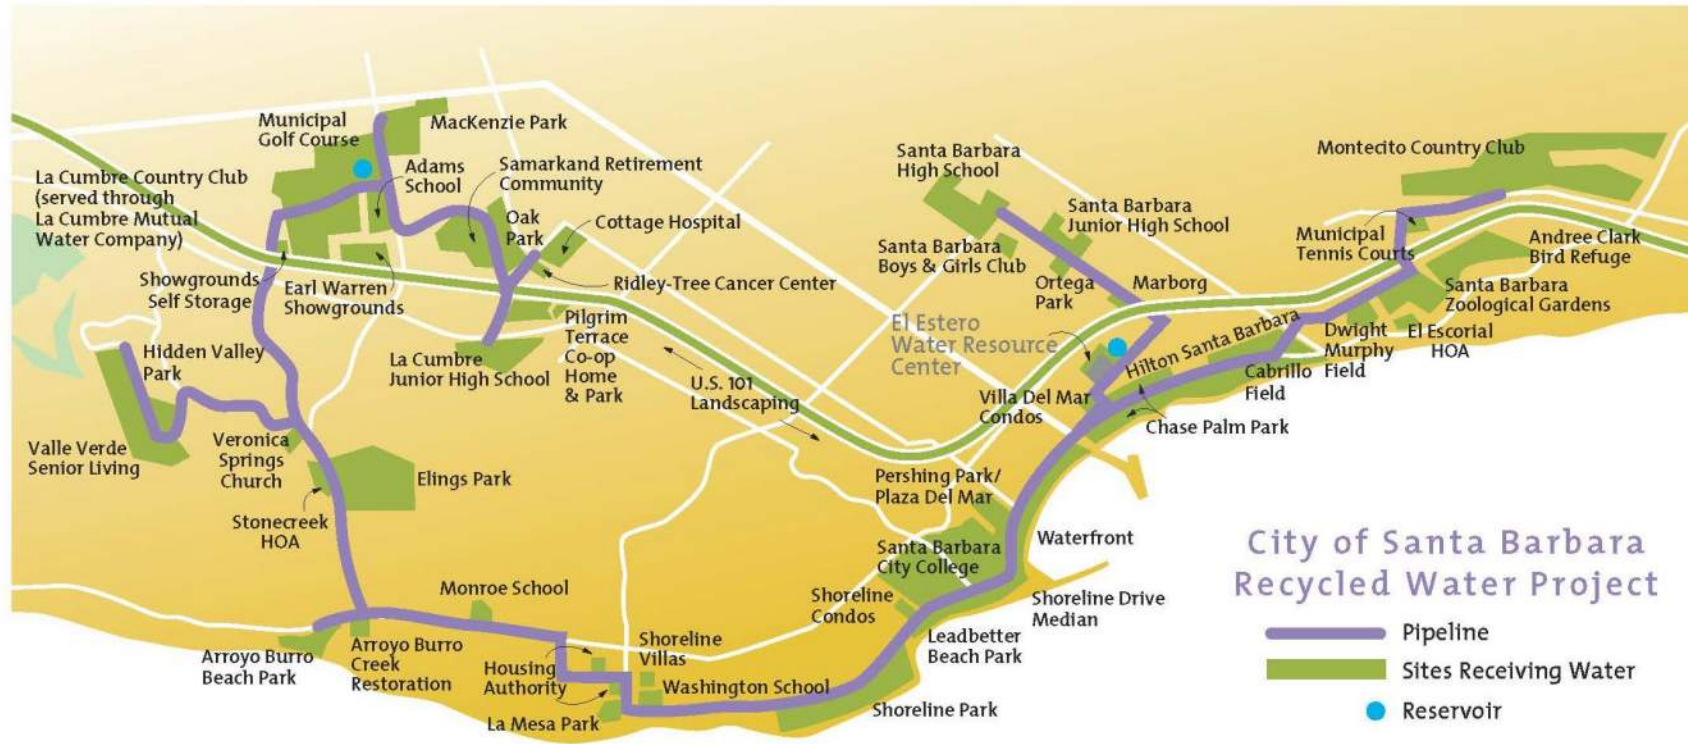 Municipal
Golf Course
MacKenzie Park
La Cumbre Country Club
(served through
La Cumbre Mutual
Water Company)
Adams
School
Samarkand Retirement
Community
Oak
Park
Cottage Hospital
Ridley-Tree Cancer Center
Showgrounds
Self Storage
Earl Warren
Showgrounds
Hidden Valley
Park
La Cumbre
Junior High School
Pilgrim
Terrace
Co-op
Home
& Park
U.S. 101
Landscaping
Valle Verde
Senior Living
Veronica
Springs
Church
Elings Park
Stonecreek
HOA
Monroe School
Arroyo Burro
Beach Park
Arroyo Burro
Creek
Restoration
Housing
Authority
Shoreline
Villas
Washington School
La Mesa Park
Shoreline Park
Santa Barbara
High School
Santa Barbara
Junior High School
Santa Barbara
Boys & Girls Club
Ortega
Park
Marborg
El Estero
Water Resource
Center
Villa Del Mar
Condos
Hilton Santa Barbara
Chase Palm Park
Cabrillo
Field
Dwight
Murphy
Field
El Escorial
HOA
Santa Barbara
Zoological Gardens
Andree Clark
Bird Refuge
Municipal
Tennis Courts
Montecito Country Club
Pershing Park/
Plaza Del Mar
Santa Barbara
City College
Waterfront
Shoreline
Condos
Shoreline Drive
Median
Leadbetter
Beach Park
City of Santa Barbara
Recycled Water Project
Pipeline
Sites Receiving Water
Reservoir